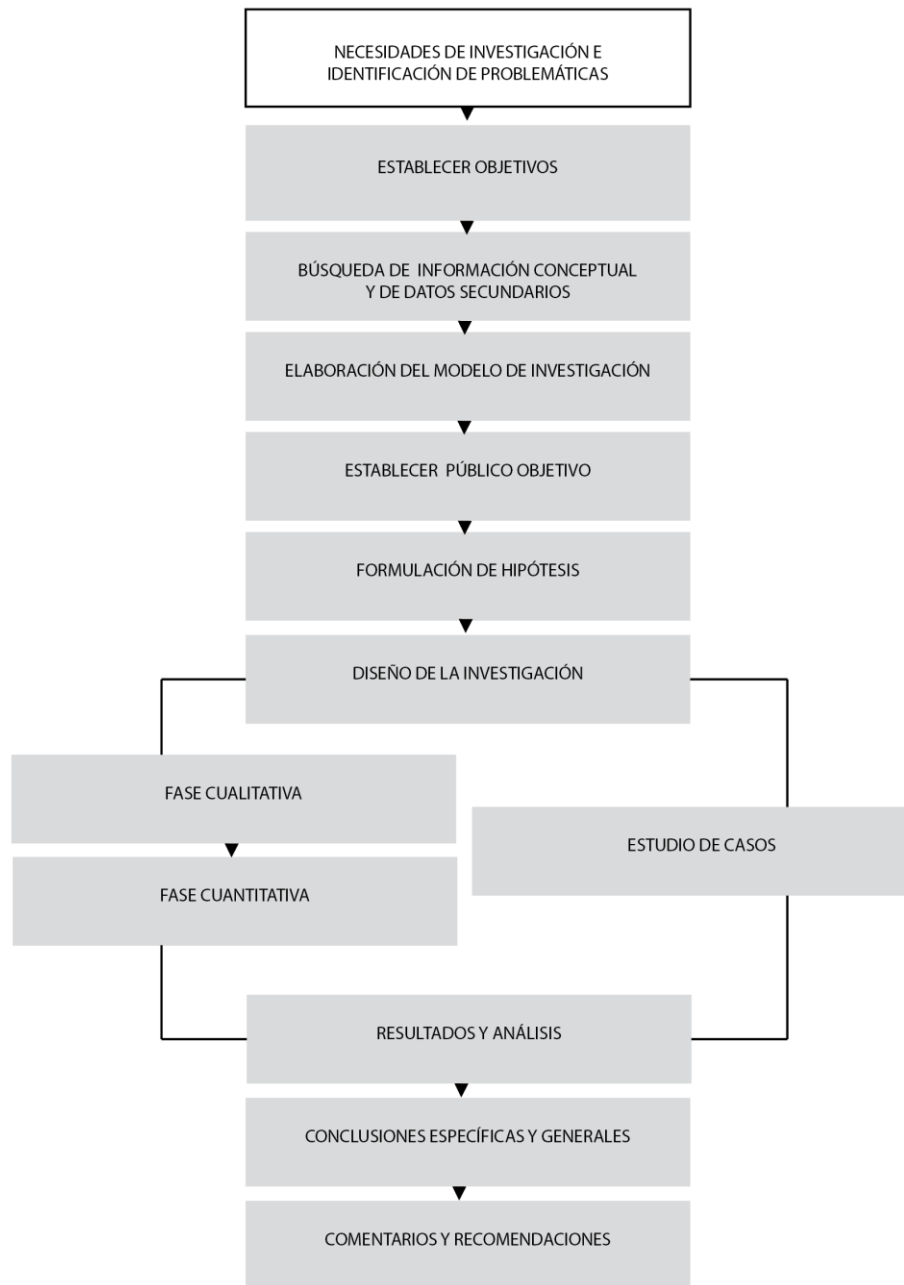 NECESIDADES DE INVESTIGACIÓN E
IDENTIFICACIÓN DE PROBLEMÁTICAS
ESTABLECER OBJETIVOS
BÚSQUEDA DE INFORMACIÓN CONCEPTUAL
Y DE DATOS SECUNDARIOS
ELABORACIÓN DEL MODELO DE INVESTIGACIÓN
ESTABLECER PÚBLICO OBJETIVO
FORMULACIÓN DE HIPÓTESIS
DISEÑO DE LA INVESTIGACIÓN
FASE CUALITATIVA
FASE CUANTITATIVA
ESTUDIO DE CASOS
RESULTADOS Y ANÁLISIS
CONCLUSIONES ESPECÍFICAS Y GENERALES
COMENTARIOS Y RECOMENDACIONES